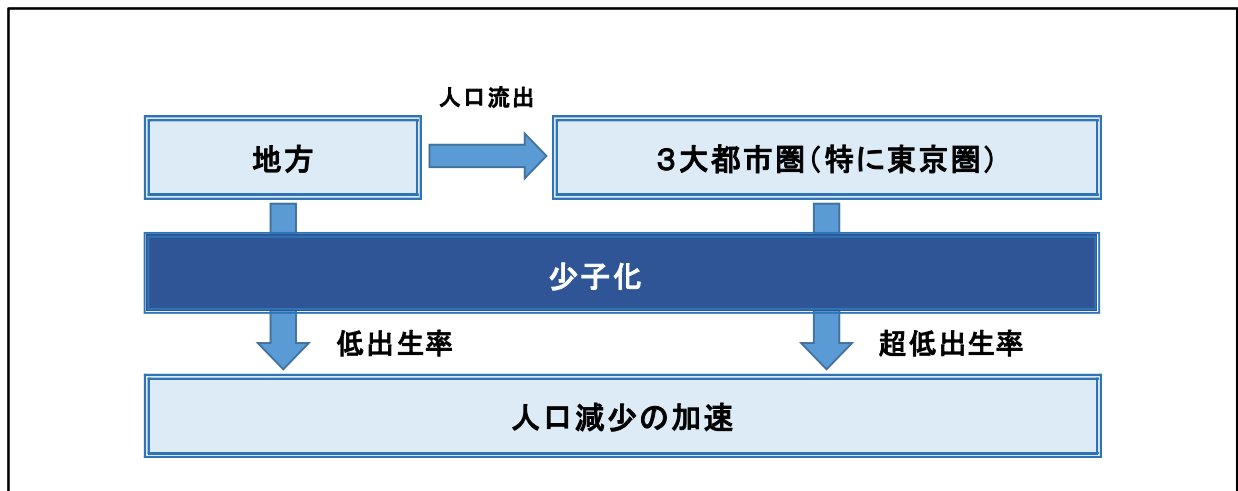 人口流出
地方
３大都市圏（特に東京圏）
少子化
低出生率
超低出生率
人口減少の加速